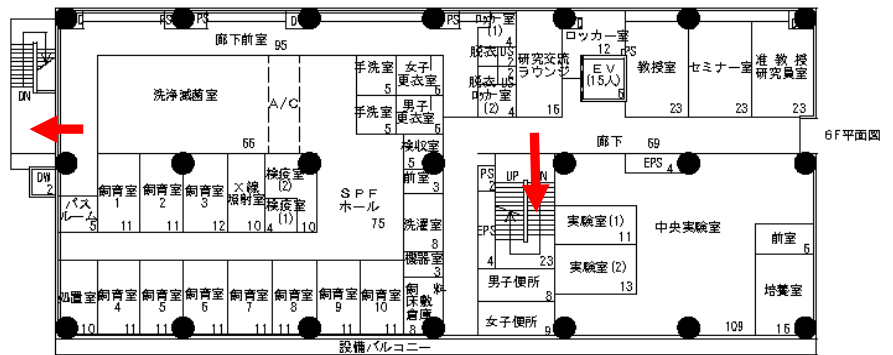 D
PS
D
PS
PS
D
廊下前室 95
洗浄滅菌室
66
A/C
手洗室
5
女子
更衣室
6
手洗室
5
男子
更衣室
6
検収室
5
ロッカー室
(1)
4
脱衣US
2
脱衣US
2
ロッカー室
(2)
4
研究交流
ラウンジ
16
ロッカー室
12
PS
EV
(15人)
6
教授室
23
セミナー室
23
准教授
研究員室
23
DN
DW
2
廊下 69
EPS 4
6F平面図
パス
ルーム
5
飼育室
1
11
飼育室
2
11
飼育室
3
12
X線
照射室
10
検疫室
(2)
検疫室
(1)
4
10
SPF
ホール
75
前室
3
洗濯室
8
機器室
3
飼料
床敷
倉庫
8
PS
2
UP
DN
EPS
4
23
男子便所
8
女子便所
9
実験室(1)
11
実験室(2)
13
中央実験室
109
前室
6
培養室
16
処置室
10
飼育室
4
11
飼育室
5
11
飼育室
6
11
飼育室
7
11
飼育室
8
11
飼育室
9
11
飼育室
10
11
設備バルコニー